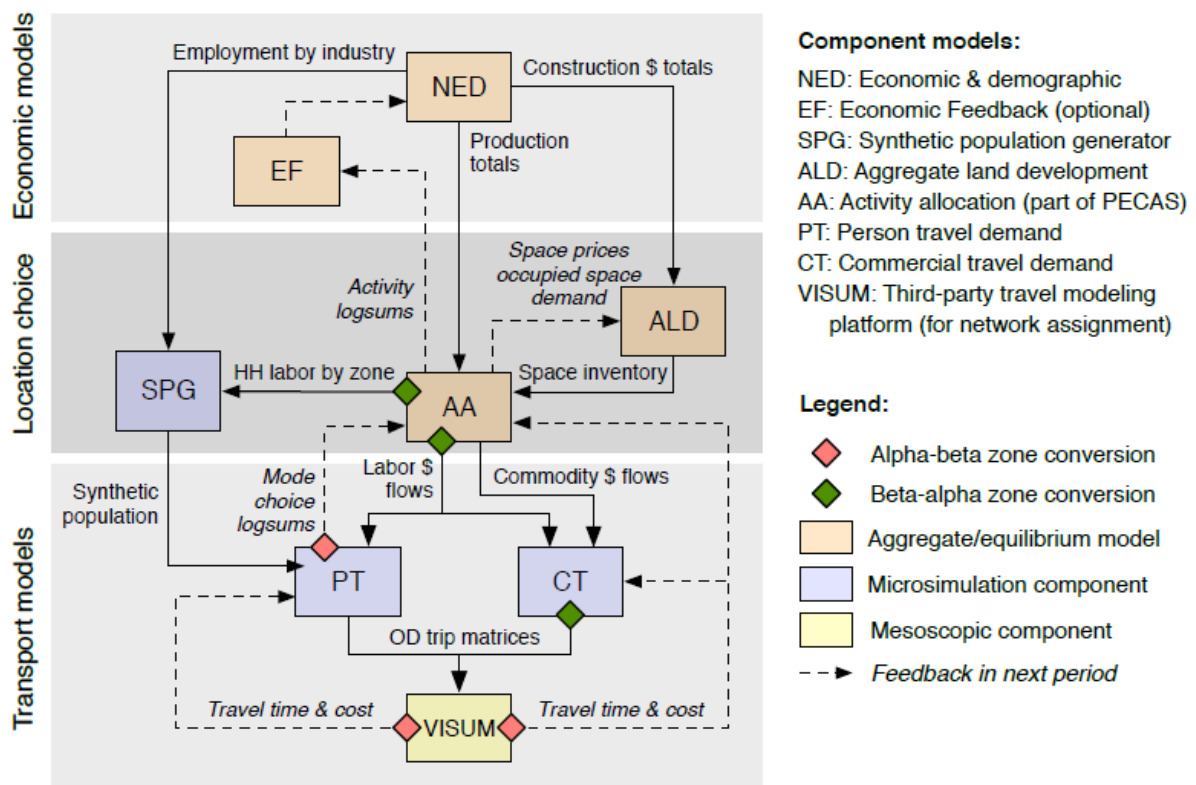 Economic models
Employment by industry
NED
Construction $ totals
EF
Production
totals
Location choice
Activity
logsums
Space prices
occupied space
demand
ALD
SPG
HH labor by zone
AA
Space inventory
Transport models
Synthetic
population
Mode
choice
logsums
Labor $
flows
Commodity $ flows
PT
CT
OD trip matrices
Travel time & cost
VISUM
Travel time & cost
Component models:
NED: Economic & demographic
EF: Economic Feedback (optional)
SPG: Synthetic population generator
ALD: Aggregate land development
AA: Activity allocation (part of PECAS)
PT: Person travel demand
CT: Commercial travel demand
VISUM: Third-party travel modeling
platform (for network assignment)
Legend:
Alpha-beta zone conversion
Beta-alpha zone conversion
Aggregate/equilibrium model
Microsimulation component
Mesoscopic component
Feedback in next period